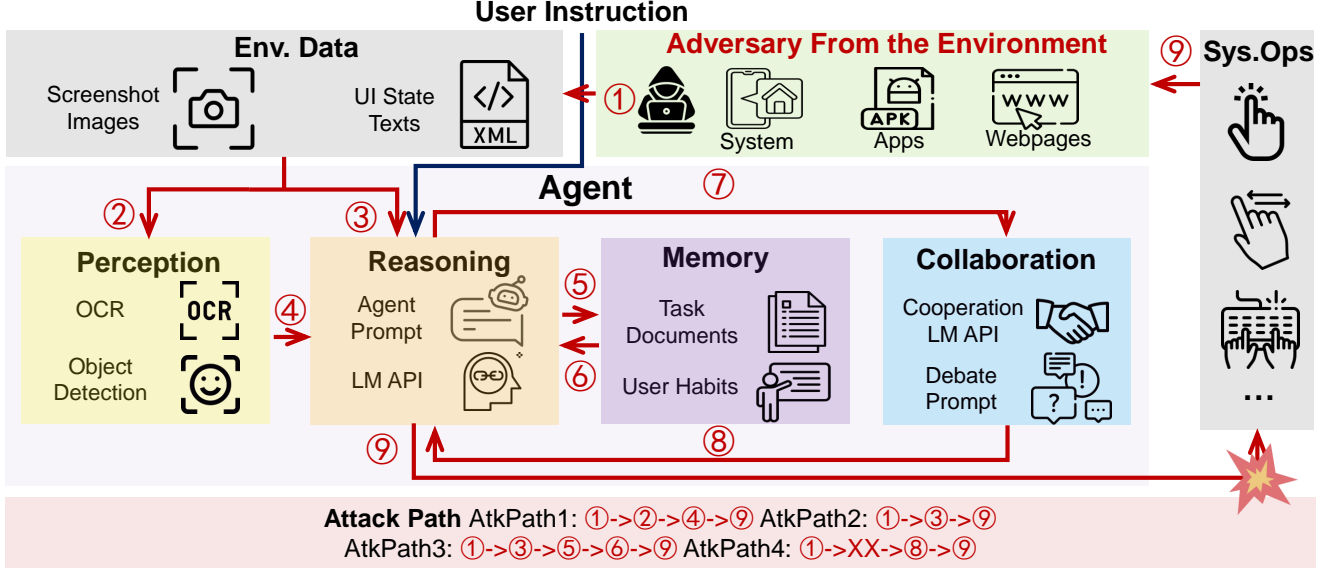 User Instruction
Env. Data
Screenshot
Images
UI State
Texts
</>
XML
Adversary From the Environment
①
System
APK
Apps
www
Webpages
⑨
Sys.Ops
...
Agent
②
③
⑦
Perception
OCR
OCR
Object
Detection
④
Reasoning
Agent
Prompt
LM API
⑤
⑥
Memory
Task
Documents
User Habits
Collaboration
Cooperation
LM API
Debate
Prompt
!
?
...
⑨
⑧
Attack Path AtkPath1: ①->②->④->⑨ AtkPath2: ①->③->⑨
AtkPath3: ①->③->⑤->⑥->⑨ AtkPath4: ①->XX->⑧->⑨